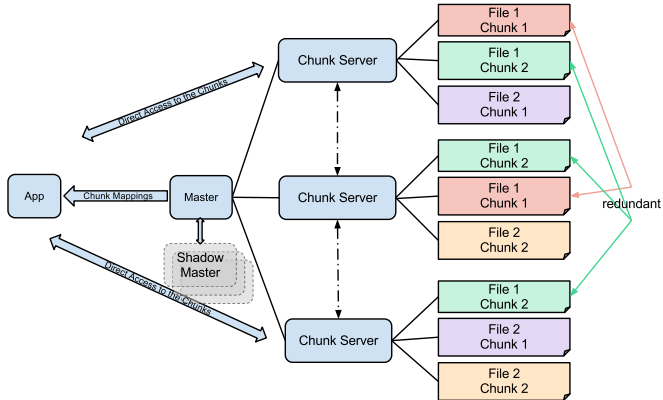 File 1
Chunk 1
Chunk Server
File 1
Chunk 2
Direct Access to the Chunks
File 2
Chunk 1
File 1
Chunk 2
App
Chunk Mappings
Master
Chunk Server
File 1
Chunk 1
redundant
File 2
Chunk 2
Shadow
Master
Direct Access to the Chunks
File 1
Chunk 2
Chunk Server
File 2
Chunk 1
File 2
Chunk 2